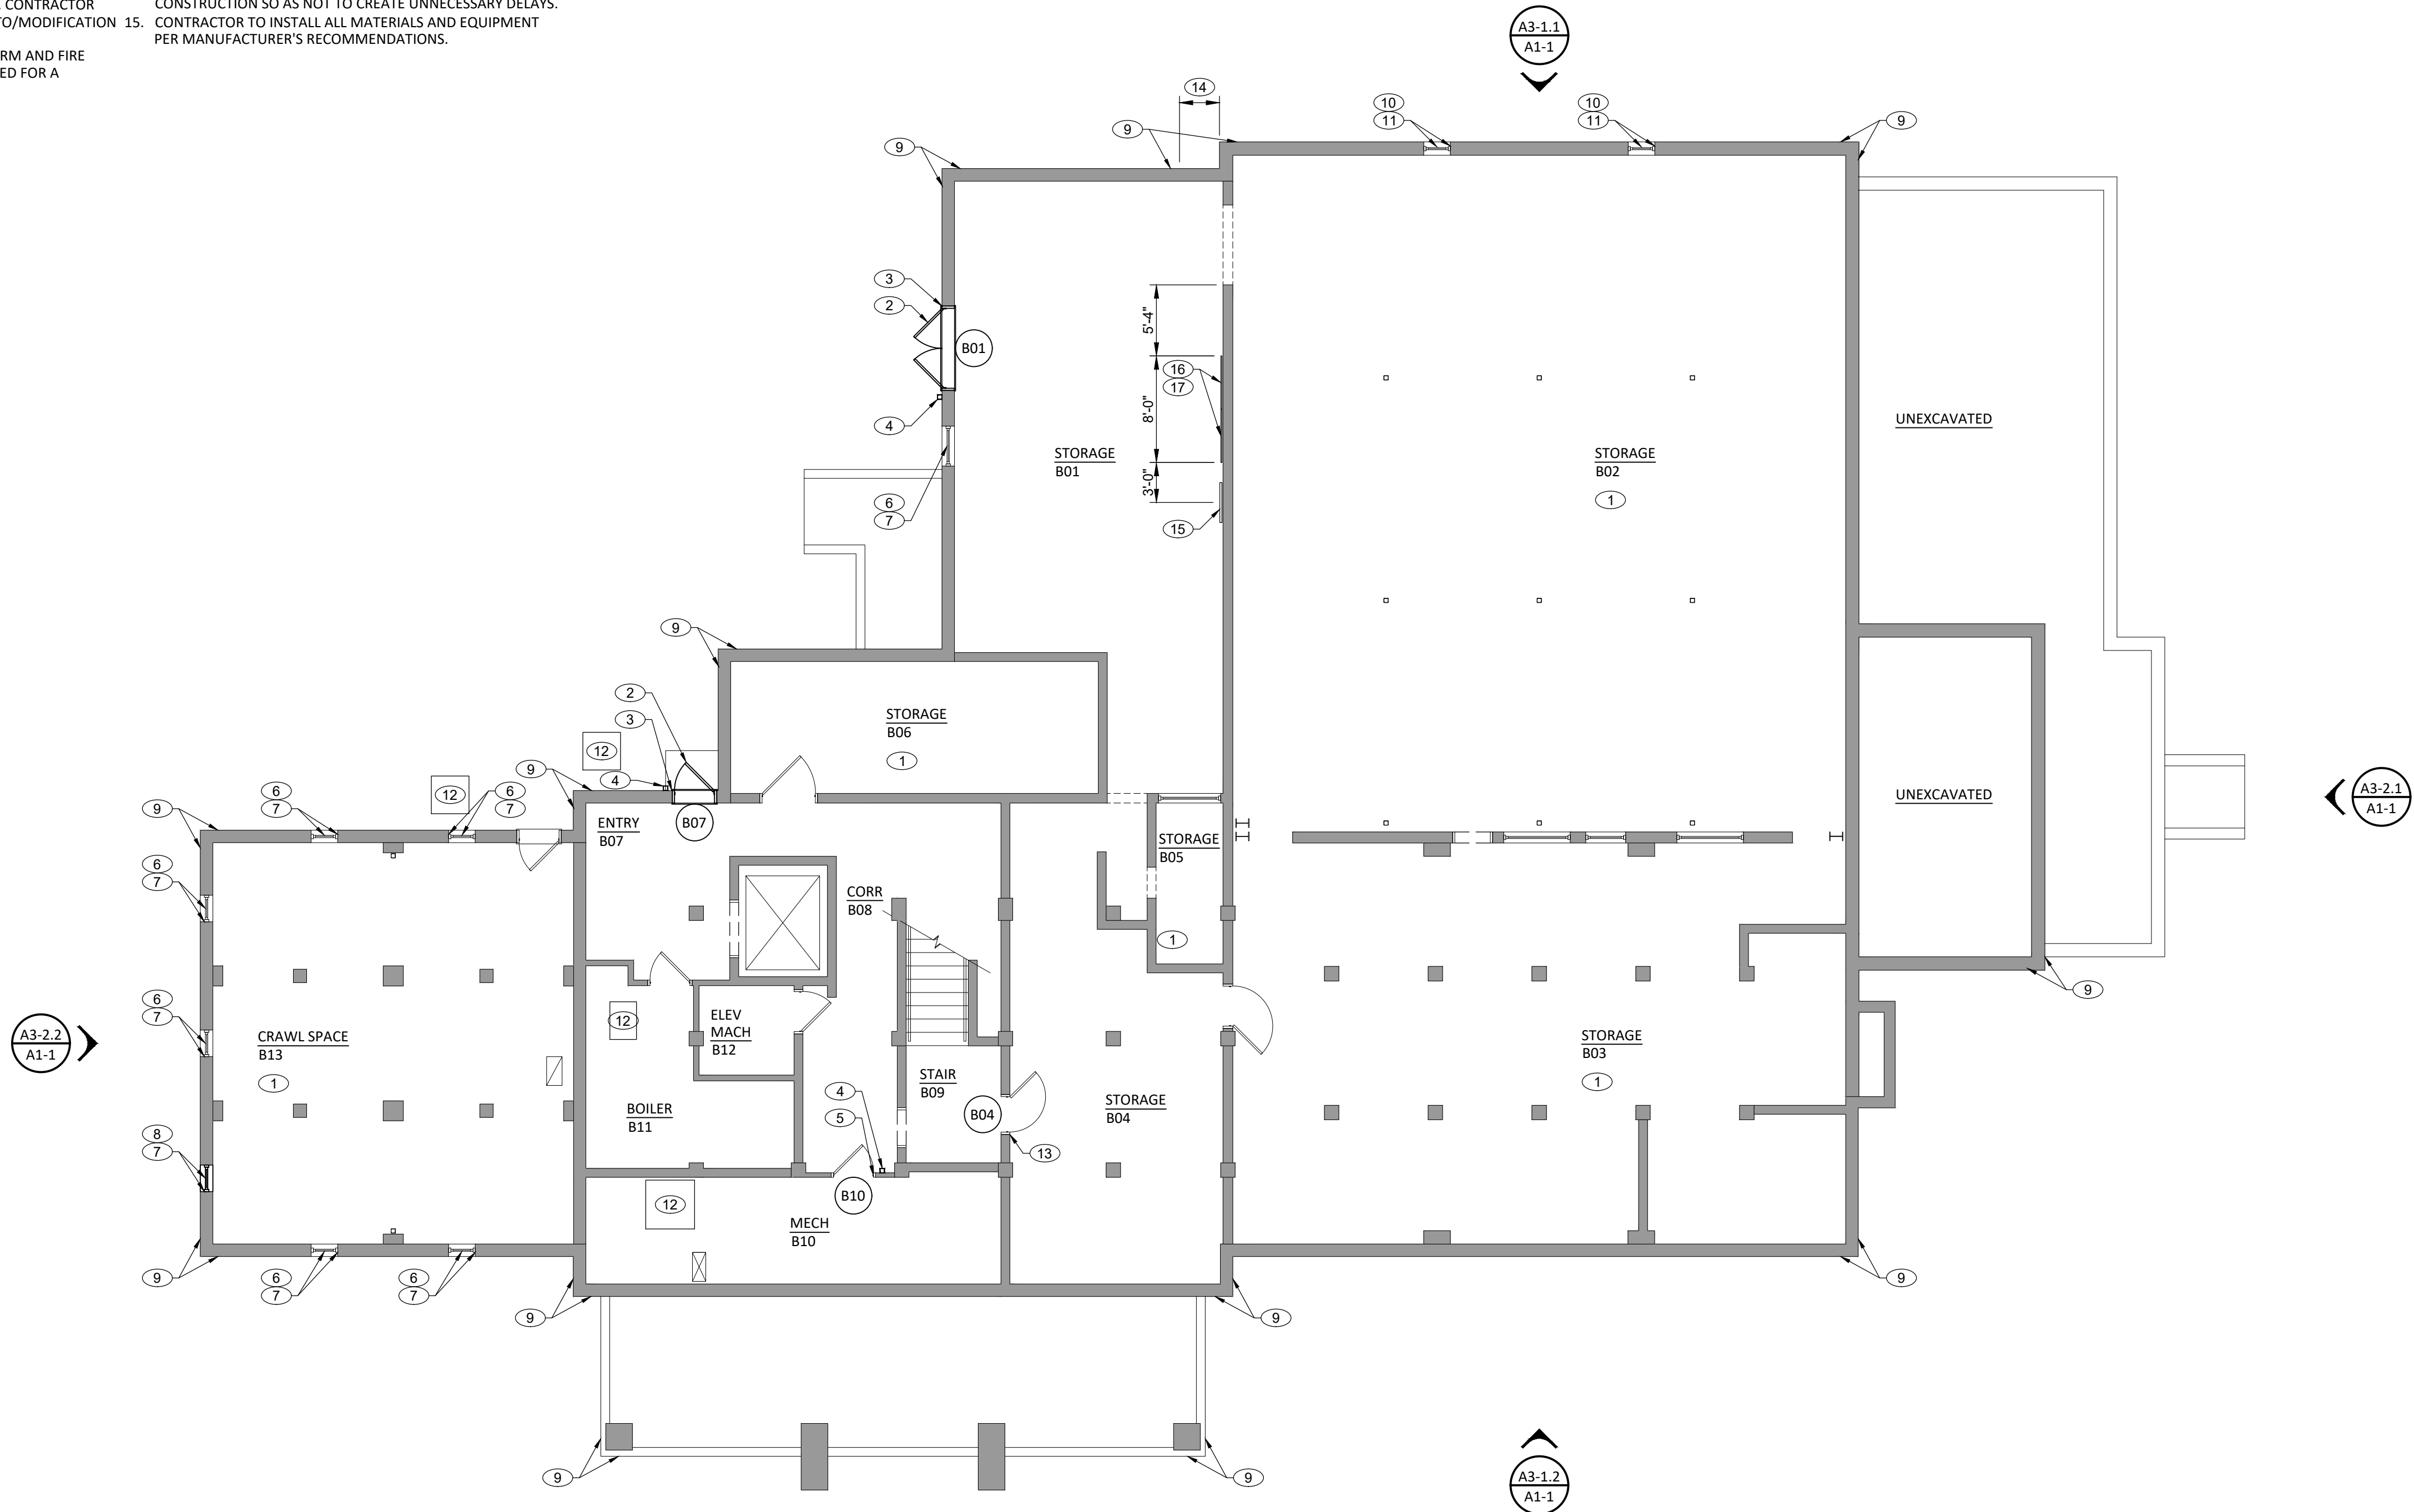 CONTRACTOR
CONSTRUCTION SO AS NOT TO CREATE UNNECESSARY DELAYS.
TO/MODIFICATION 15. CONTRACTOR TO INSTALL ALL MATERIALS AND EQUIPMENT
PER MANUFACTURER'S RECOMMENDATIONS.
RM AND FIRE
ED FOR A
A3-1.1
A1-1
14
10
11
10
11
9
9
9
3
2
B01
4
6
7
5'-4"
8'-0"
3'-0"
16
17
15
STORAGE
B01
STORAGE
B02
1
UNEXCAVATED
9
2
3
12
4
STORAGE
B06
1
9
12
6
7
6
7
9
ENTRY
B07
B07
STORAGE
B05
1
UNEXCAVATED
A3-2.1
A1-1
6
7
CORR
B08
9
6
7
A3-2.2
A1-1
CRAWL SPACE
B13
1
12
ELEV
MACH
B12
STAIR
B09
B04
STORAGE
B04
STORAGE
B03
1
4
5
BOILER
B11
8
7
13
B10
12
MECH
B10
9
6
7
6
7
9
9
9
9
9
A3-1.2
A1-1